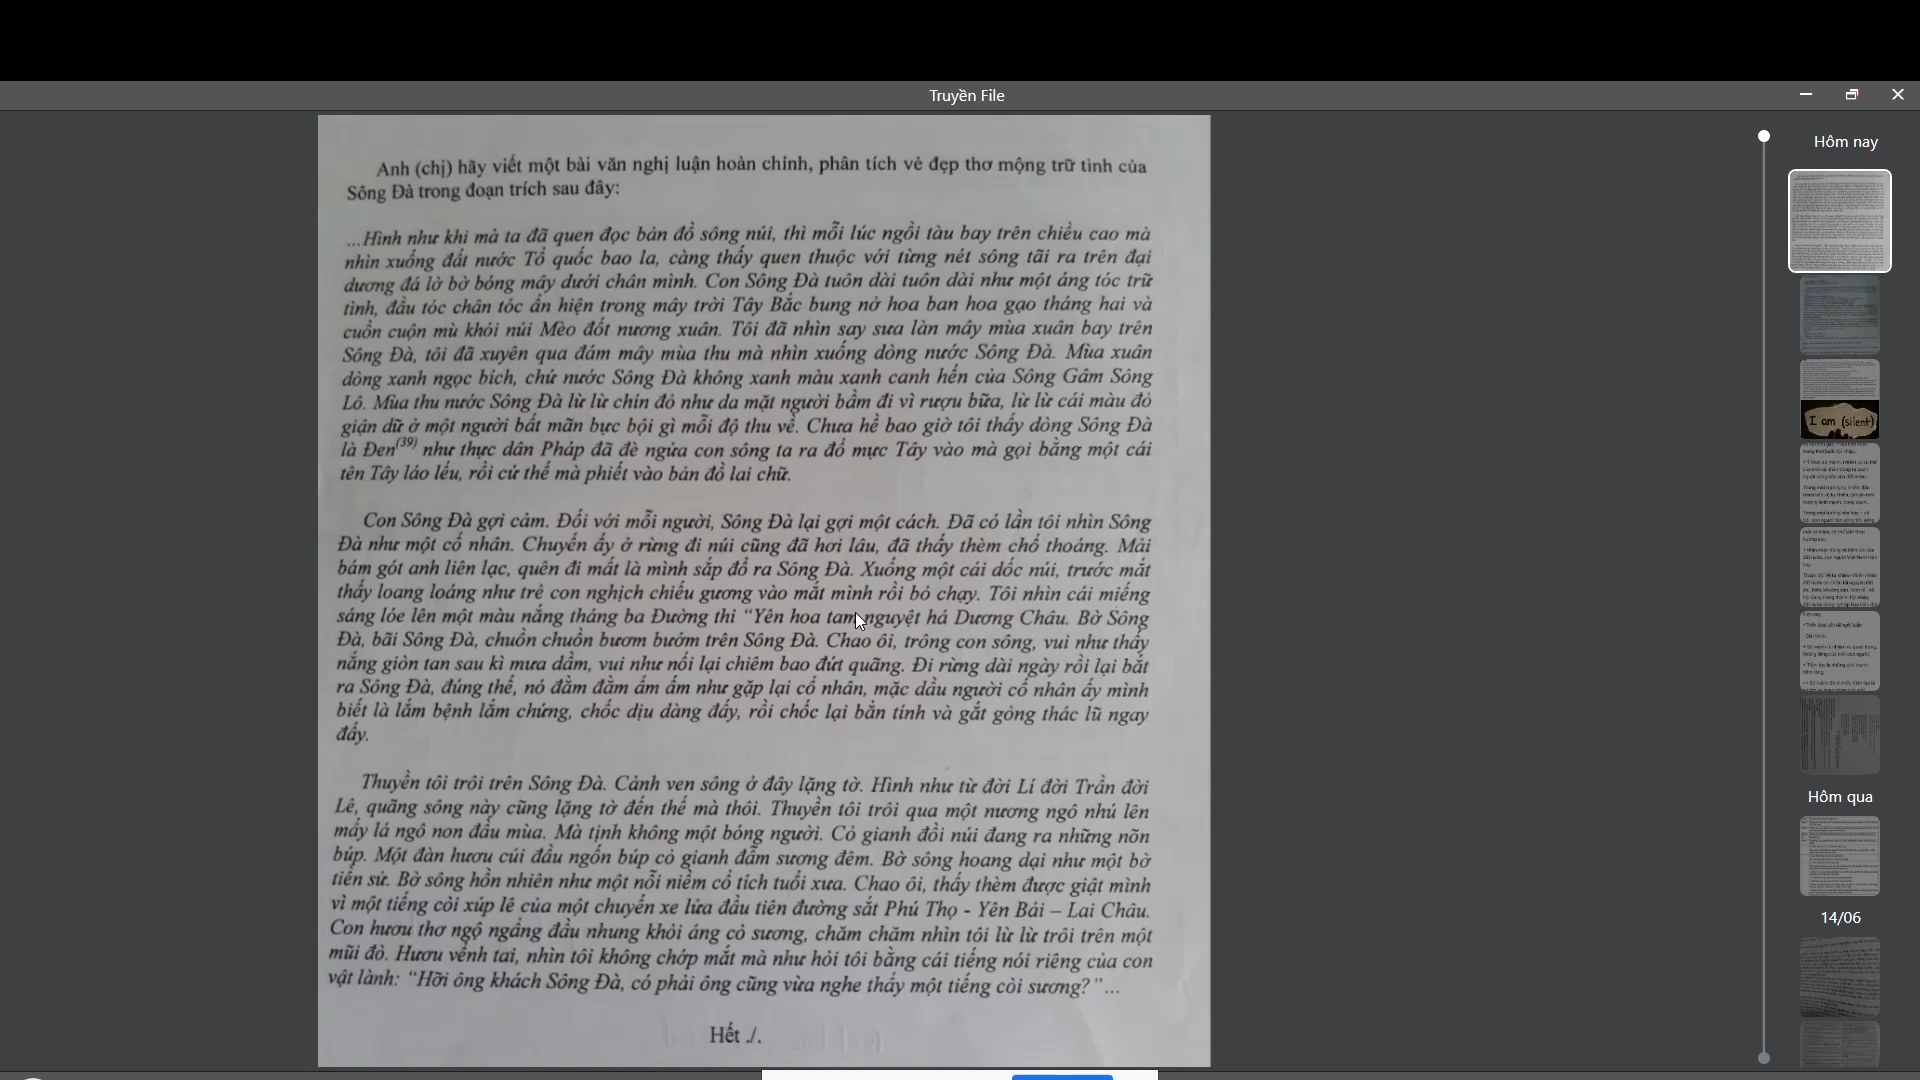 Truyền File
Anh (chị) hãy viết một bài văn nghị luận hoàn chỉnh, phân tích vẻ đẹp thơ mộng trữ tình của
Sông Đà trong đoạn trích sau đây:
...Hình như khi mà ta đã quen đọc bản đồ sông núi, thì mỗi lúc ngồi tàu bay trên chiều cao mà
nhìn xuống đất nước Tổ quốc bao la, càng thấy quen thuộc với từng nét sông tãi ra trên đại
dương đá lờ bờ bóng mây dưới chân mình. Con Sông Đà tuôn dài tuôn dài như một áng tóc trữ
tình, đầu tóc chân tóc ẩn hiện trong mây trời Tây Bắc bung nở hoa ban hoa gạo tháng hai và
cuồn cuộn mù khói núi Mèo đốt nương xuân. Tôi đã nhìn say sưa làn mây mùa xuân bay trên
Sông Đà, tôi đã xuyên qua đám mây mùa thu mà nhìn xuống dòng nước Sông Đà. Mùa xuân
dòng xanh ngọc bích, chứ nước Sông Đà không xanh màu xanh canh hến của Sông Gâm Sông
Lô. Mùa thu nước Sông Đà lừ lừ chín đỏ như da mặt người bầm đi vì rượu bữa, lừ lừ cái màu đỏ
giận dữ ở một người bất mãn bực bội gì mỗi độ thu về. Chưa hề bao giờ tôi thấy dòng Sông Đà
là Đen(39) như thực dân Pháp đã đè ngửa con sông ta ra đổ mực Tây vào mà gọi bằng một cái
tên Tây láo lếu, rồi cứ thế mà phiết vào bản đồ lai chữ.
Con Sông Đà gợi cảm. Đối với mỗi người, Sông Đà lại gợi một cách. Đã có lần tôi nhìn Sông
Đà như một cố nhân. Chuyến ấy ở rừng đi núi cũng đã hơi lâu, đã thấy thèm chỗ thoáng. Mải
bám gót anh liên lạc, quên đi mất là mình sắp đổ ra Sông Đà. Xuống một cái dốc núi, trước mắt
thấy loang loáng như trẻ con nghịch chiếu gương vào mắt mình rồi bỏ chạy. Tôi nhìn cái miếng
sáng lóe lên một màu nắng tháng ba Đường thi “Yên hoa tam nguyệt há Dương Châu. Bờ Sông
Đà, bãi Sông Đà, chuồn chuồn bươm bướm trên Sông Đà. Chao ôi, trông con sông, vui như thấy
nắng giòn tan sau kì mưa dầm, vui như nối lại chiêm bao đứt quãng. Đi rừng dài ngày rồi lại bắt
ra Sông Đà, đúng thế, nó đằm đằm ấm ấm như gặp lại cố nhân, mặc dầu người cố nhân ấy mình
biết là lắm bệnh lắm chứng, chốc dịu dàng đấy, rồi chốc lại bẳn tính và gắt gỏng thác lũ ngay
đấy.
Thuyền tôi trôi trên Sông Đà. Cảnh ven sông ở đây lặng tờ. Hình như từ đời Lí đời Trần đời
Lê, quãng sông này cũng lặng tờ đến thế mà thôi. Thuyền tôi trôi qua một nương ngô nhú lên
mấy lá ngô non đầu mùa. Mà tịnh không một bóng người. Cỏ gianh đồi núi đang ra những nõn
búp. Một đàn hươu cúi đầu ngốn búp cỏ gianh đẫm sương đêm. Bờ sông hoang dại như một bờ
tiền sử. Bờ sông hồn nhiên như một nỗi niềm cổ tích tuổi xưa. Chao ôi, thấy thèm được giật mình
vì một tiếng còi xúp lê của một chuyến xe lửa đầu tiên đường sắt Phú Thọ - Yên Bái – Lai Châu.
Con hươu thơ ngộ ngẩng đầu nhung khỏi áng cỏ sương, chăm chăm nhìn tôi lừ lừ trôi trên một
mũi đò. Hươu vểnh tai, nhìn tôi không chớp mắt mà như hỏi tôi bằng cái tiếng nói riêng của con
vật lành: “Hỡi ông khách Sông Đà, có phải ông cũng vừa nghe thấy một tiếng còi sương?”...
Hết ./.
Hôm nay
I am (silent)
Hôm qua
14/06